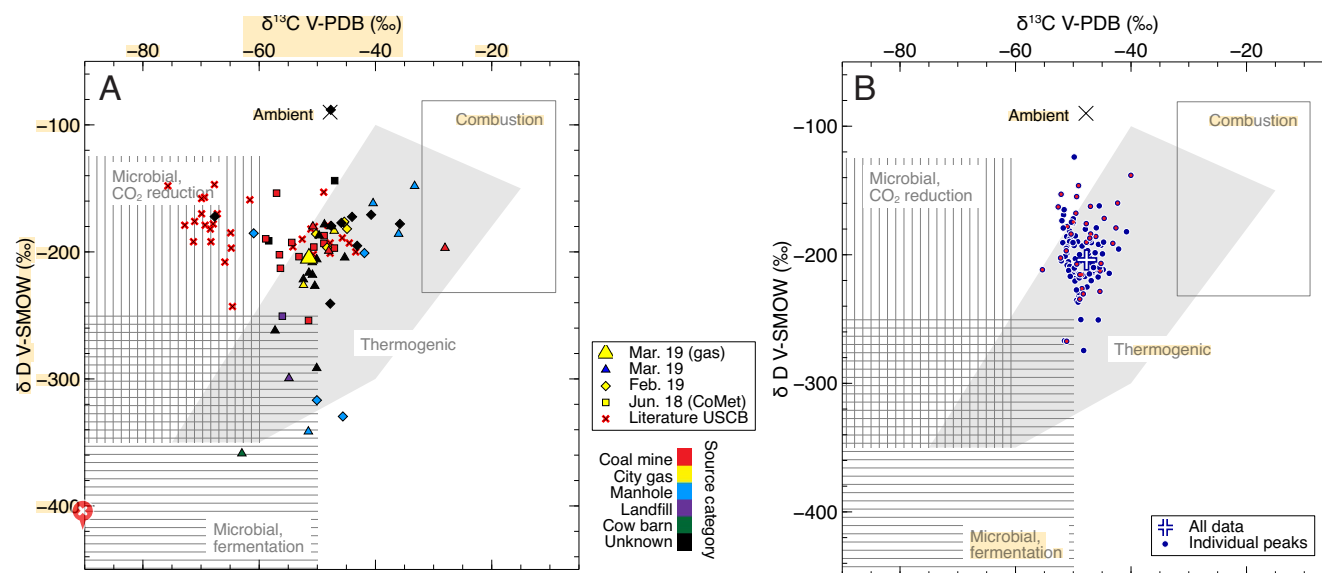 δ¹³C V-PDB (‰)
−80 −60 −40 −20
A
δ D V-SMOW (‰)
−100
−200
−300
−400
Ambient
Combustion
Microbial,
CO₂ reduction
Thermogenic
Microbial,
fermentation
Mar. 19 (gas)
Mar. 19
Feb. 19
Jun. 18 (CoMet)
Literature USCB
Coal mine
City gas
Manhole
Landfill
Cow barn
Unknown
Source category
δ¹³C V-PDB (‰)
−80 −60 −40 −20
B
δ D V-SMOW (‰)
−100
−200
−300
−400
Ambient
Combustion
Microbial,
CO₂ reduction
Thermogenic
Microbial,
fermentation
All data
Individual peaks